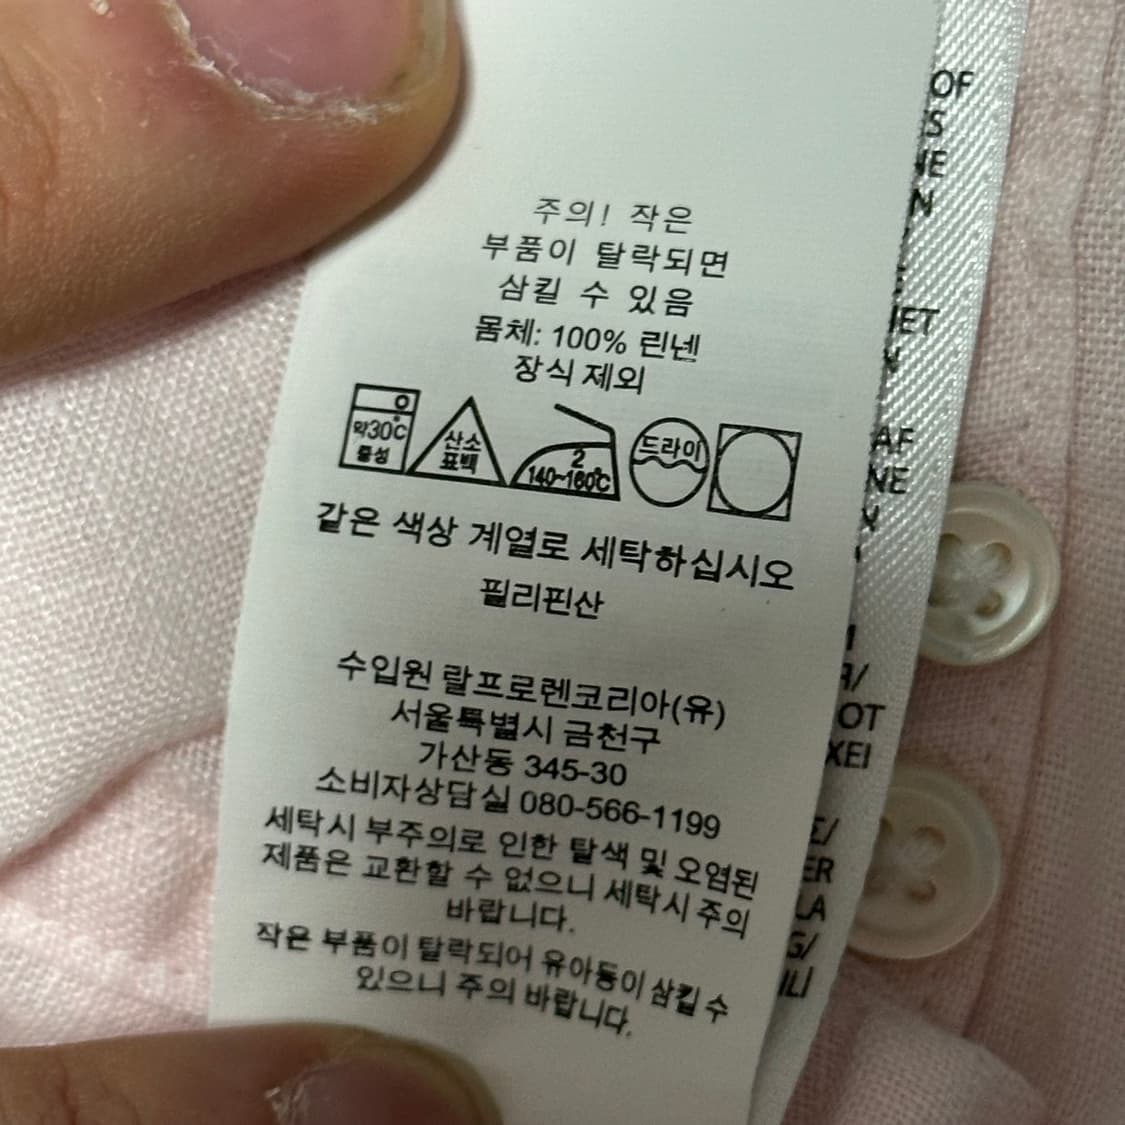 주의! 작은
부품이 탈락되면
삼킬 수 있음
몸체: 100% 린넨
장식 제외
약30℃
중성
산소
표백
2
140~160℃
드라이
같은 색상 계열로 세탁하십시오
필리핀산
수입원 랄프로렌코리아(유)
서울특별시 금천구
가산동 345-30
소비자상담실 080-566-1199
세탁시 부주의로 인한 탈색 및 오염된
제품은 교환할 수 없으니 세탁시 주의
바랍니다.
작은 부품이 탈락되어 유아동이 삼킬 수
있으니 주의 바랍니다.
OF